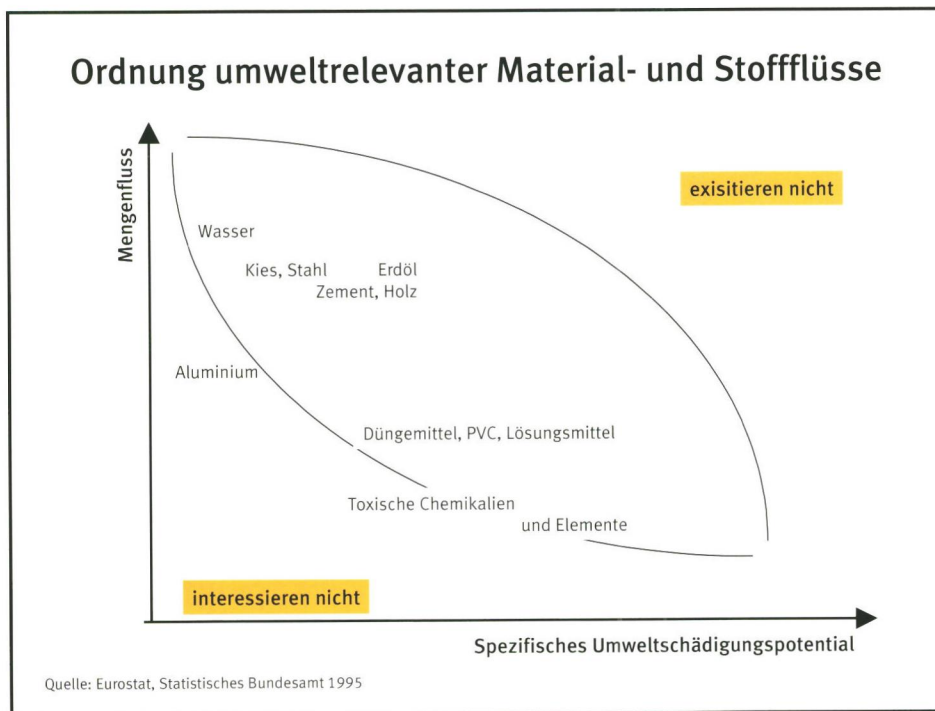 Ordnung umweltrelevanter Material- und Stoffflüsse
Mengenfluss
exisitieren nicht
Wasser
Kies, Stahl Erdöl
Zement, Holz
Aluminium
Düngemittel, PVC, Lösungsmittel
Toxische Chemikalien
und Elemente
interessieren nicht
Spezifisches Umweltschädigungspotential
Quelle: Eurostat, Statistisches Bundesamt 1995